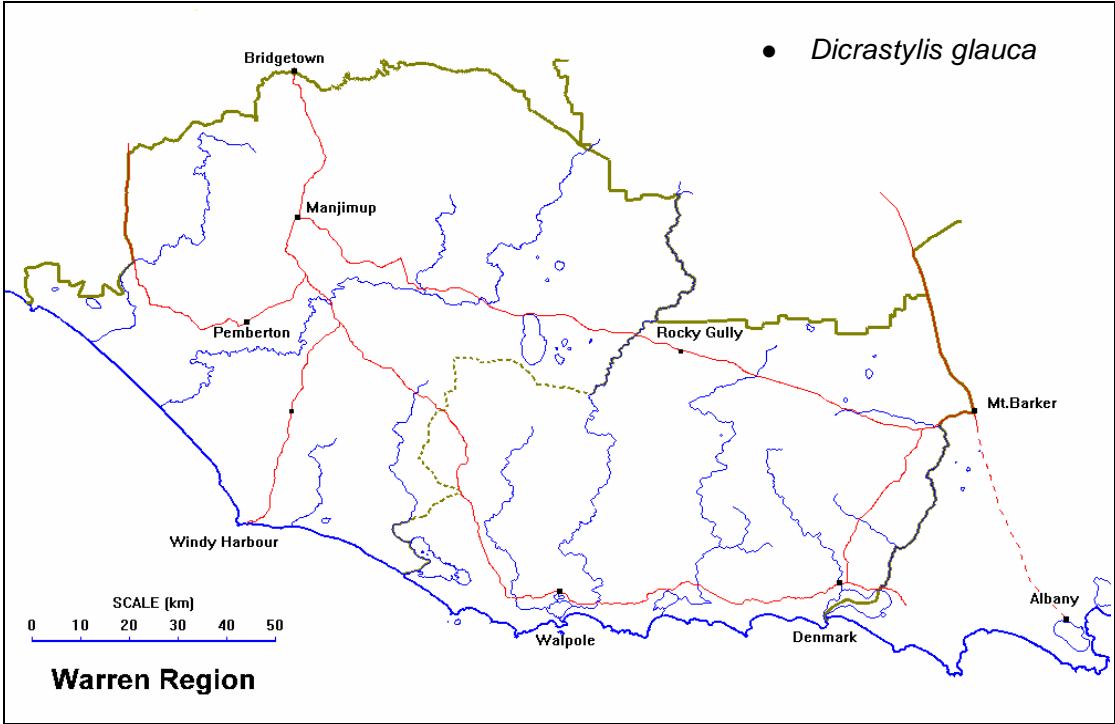 Bridgetown
• Dicrastylis glauca
Manjimup
Pemberton
Rocky Gully
Mt.Barker
Windy Harbour
SCALE (km)
0 10 20 30 40 50
Walpole
Denmark
Albany
Warren Region